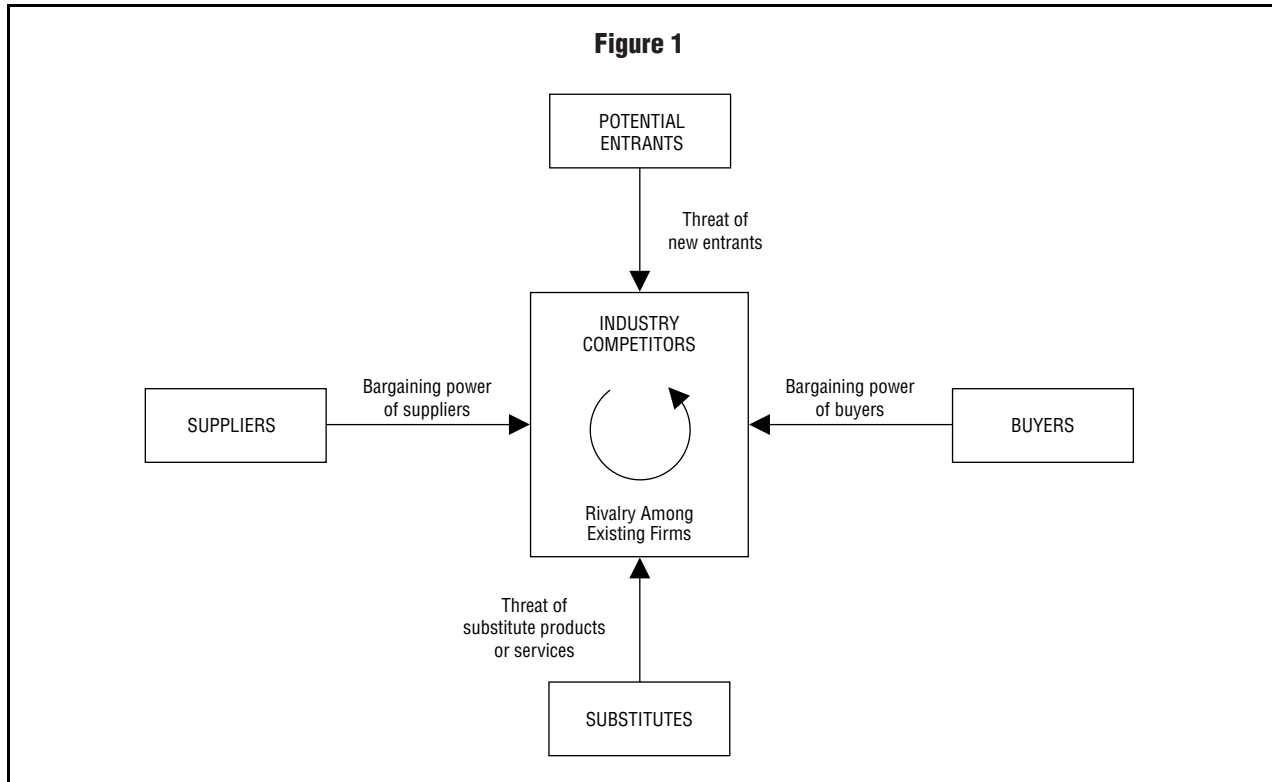 Figure 1
POTENTIAL
ENTRANTS
Threat of
new entrants
INDUSTRY
COMPETITORS
Bargaining power
of suppliers
Bargaining power
of buyers
SUPPLIERS
BUYERS
Rivalry Among
Existing Firms
Threat of
substitute products
or services
SUBSTITUTES